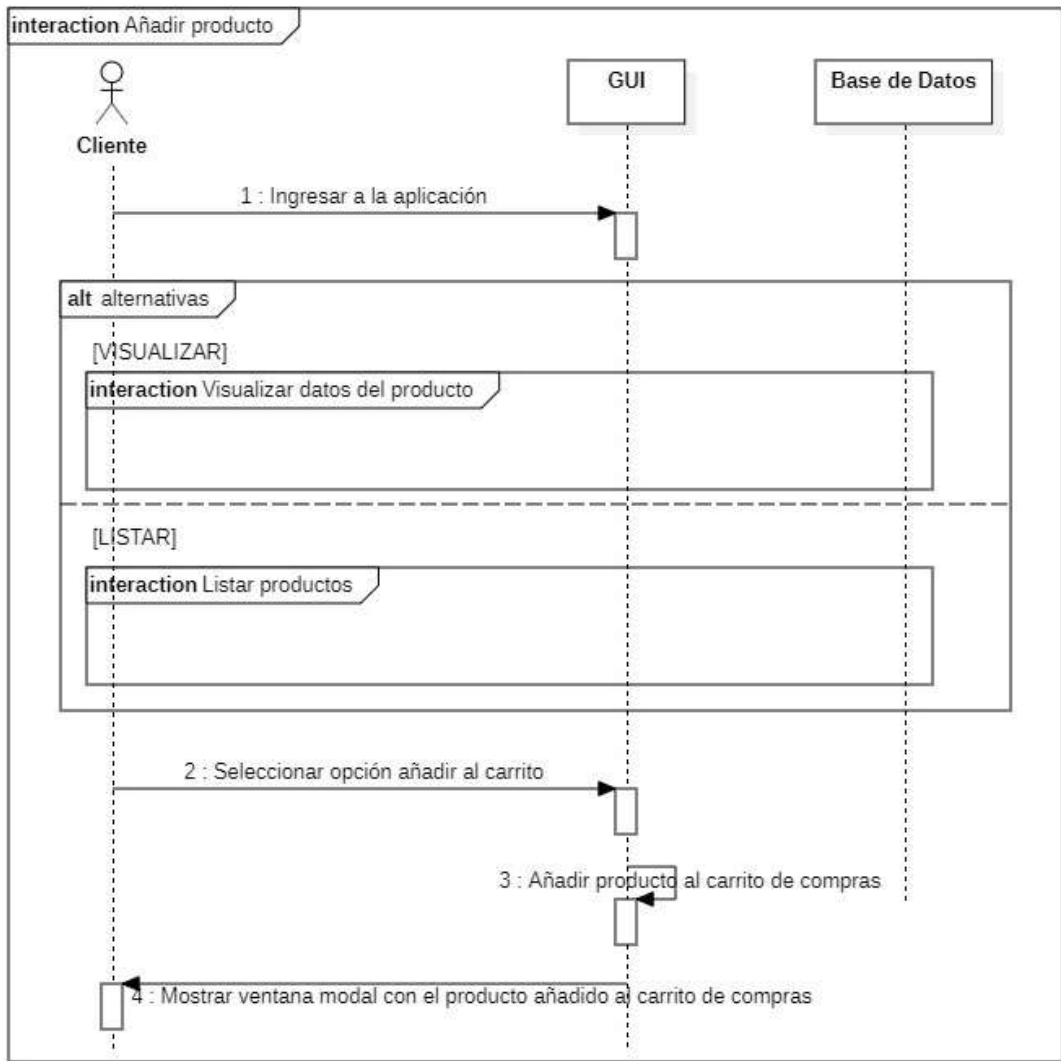 interaction Añadir producto
GUI
Base de Datos
Cliente
1 : Ingresar a la aplicación
alt alternativas
[VISUALIZAR]
interaction Visualizar datos del producto
[LISTAR]
interaction Listar productos
2 : Seleccionar opción añadir al carrito
3 : Añadir producto al carrito de compras
4 : Mostrar ventana modal con el producto añadido al carrito de compras